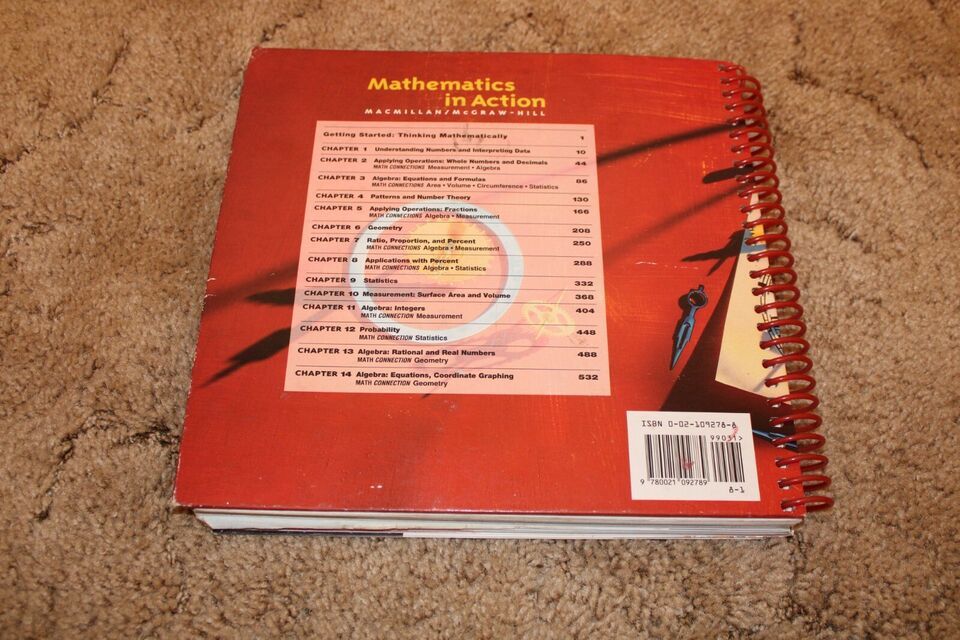 Mathematics
in Action
MACMILLAN/McGRAW-HILL
Getting Started: Thinking Mathematically 1
CHAPTER 1 Understanding Numbers and Interpreting Data 10
CHAPTER 2 Applying Operations: Whole Numbers and Decimals 44
MATH CONNECTIONS Measurement • Algebra
CHAPTER 3 Algebra: Equations and Formulas 86
MATH CONNECTIONS Area • Volume • Circumference • Statistics
CHAPTER 4 Patterns and Number Theory 130
CHAPTER 5 Applying Operations: Fractions 166
MATH CONNECTIONS Algebra • Measurement
CHAPTER 6 Geometry 208
CHAPTER 7 Ratio, Proportion, and Percent 250
MATH CONNECTIONS Algebra • Measurement
CHAPTER 8 Applications with Percent 288
MATH CONNECTIONS Algebra • Statistics
CHAPTER 9 Statistics 332
CHAPTER 10 Measurement: Surface Area and Volume 368
CHAPTER 11 Algebra: Integers 404
MATH CONNECTION Measurement
CHAPTER 12 Probability 448
MATH CONNECTION Statistics
CHAPTER 13 Algebra: Rational and Real Numbers 488
MATH CONNECTION Geometry
CHAPTER 14 Algebra: Equations, Coordinate Graphing 532
MATH CONNECTION Geometry
ISBN 0-02-109278-8
99031>
9 780021 092789
8-1